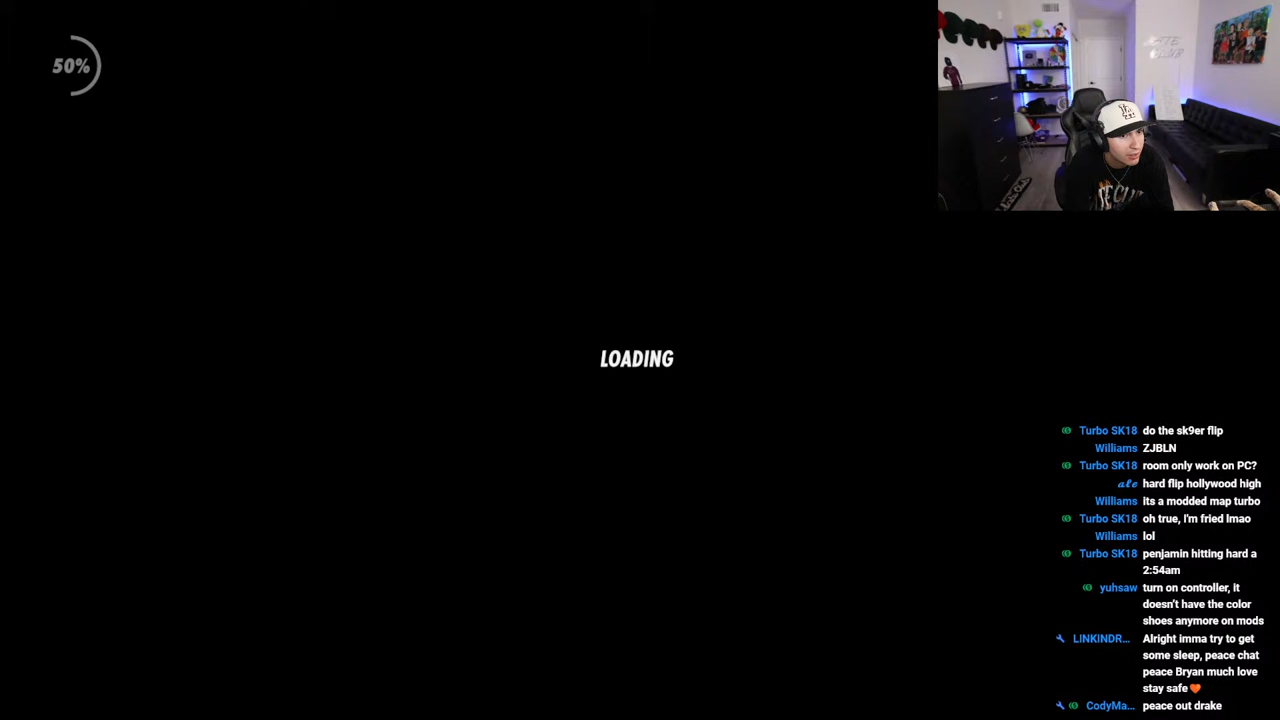 50%
LOADING
Turbo SK18 do the sk9er flip
Williams ZJBLN
Turbo SK18 room only work on PC?
ale hard flip hollywood high
Williams its a modded map turbo
Turbo SK18 oh true, I'm fried lmao
Williams lol
Turbo SK18 penjamin hitting hard a
2:54am
yuhsaw turn on controller, it
doesn't have the color
shoes anymore on mods
LINKINDR... Alright imma try to get
some sleep, peace chat
peace Bryan much love
stay safe🧡
CodyMa... peace out drake